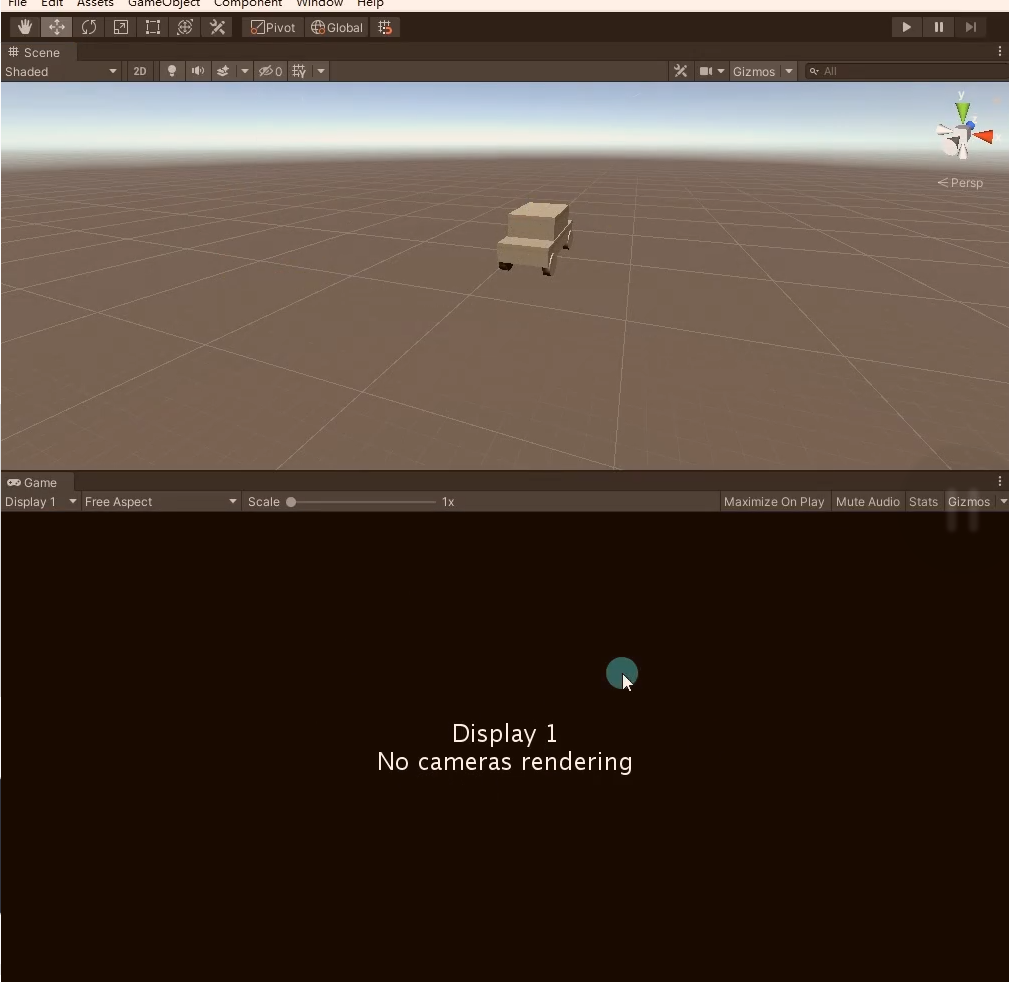 File Edit Assets GameObject Component Window Help
Pivot Global
Scene
Shaded 2D 0 Gizmos All
y
x
Persp
Game
Display 1 Free Aspect Scale 1x Maximize On Play Mute Audio Stats Gizmos
Display 1
No cameras rendering